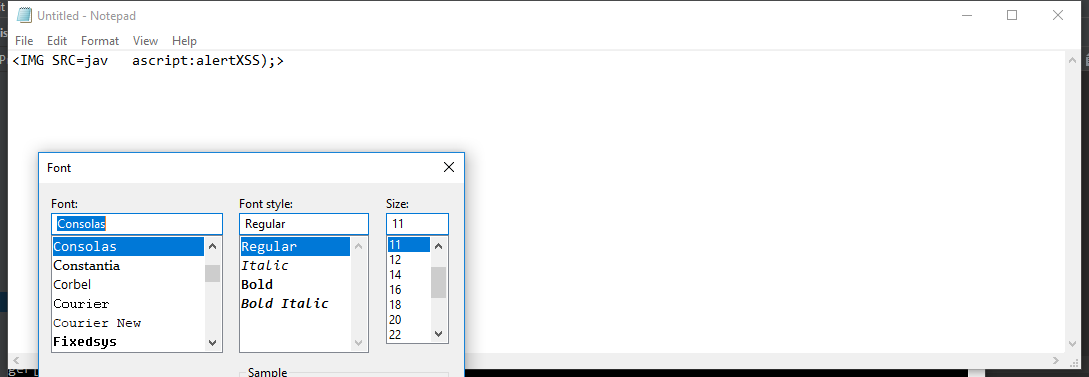 Untitled - Notepad
File Edit Format View Help
<IMG SRC=jav   ascript:alertXSS);>
Font
Font: Font style: Size:
Consolas Regular 11
Consolas Regular 11
Constantia Italic 12
Corbel Bold 14
Courier Bold Italic 16
Courier New 18
Fixedsys 20
22
Sample